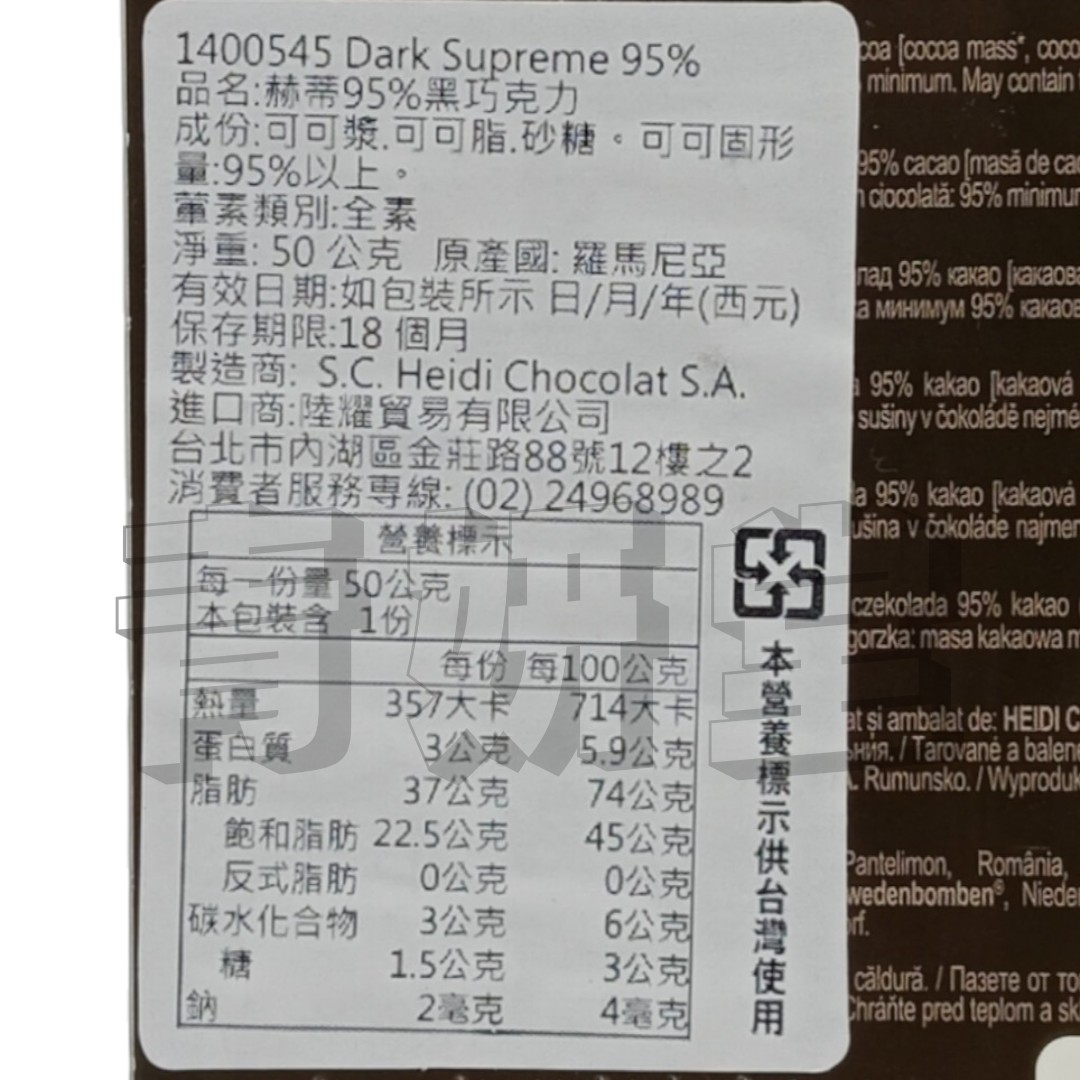 1400545 Dark Supreme 95%
品名:赫蒂95%黑巧克力
成份:可可漿.可可脂.砂糖。可可固形
量:95%以上。
葷素類別:全素
淨重: 50 公克 原產國: 羅馬尼亞
有效日期:如包裝所示 日/月/年(西元)
保存期限:18 個月
製造商: S.C. Heidi Chocolat S.A.
進口商:陸耀貿易有限公司
台北市內湖區金莊路88號12樓之2
消費者服務專線: (02) 24968989
營養標示
每一份量 50公克
本包裝含 1份
每份 每100公克
熱量 357大卡 714大卡
蛋白質 3公克 5.9公克
脂肪 37公克 74公克
飽和脂肪 22.5公克 45公克
反式脂肪 0公克 0公克
碳水化合物 3公克 6公克
糖 1.5公克 3公克
鈉 2毫克 4毫克
本營養標示供台灣使用
[cocoa mass*, coco
minimum. May contain
95% cacao [masă de cac
ciocolată: 95% minimu
95% какао [какаова
минимум 95% какаов
95% kakao [kakaová
sušiny v čokoládě nejmé
95% kakao [kakaová
v čokoláde najmen
czekolada 95% kakao
gorzka: masa kakaowa m
și ambalat de: HEIDI C
/ Tarované a balené
Rumunsko. / Wyproduk
Pantelimon, România,
wedenbomben®, Nieder
căldură. / Пазете от то
Chráňte pred teplom a sk